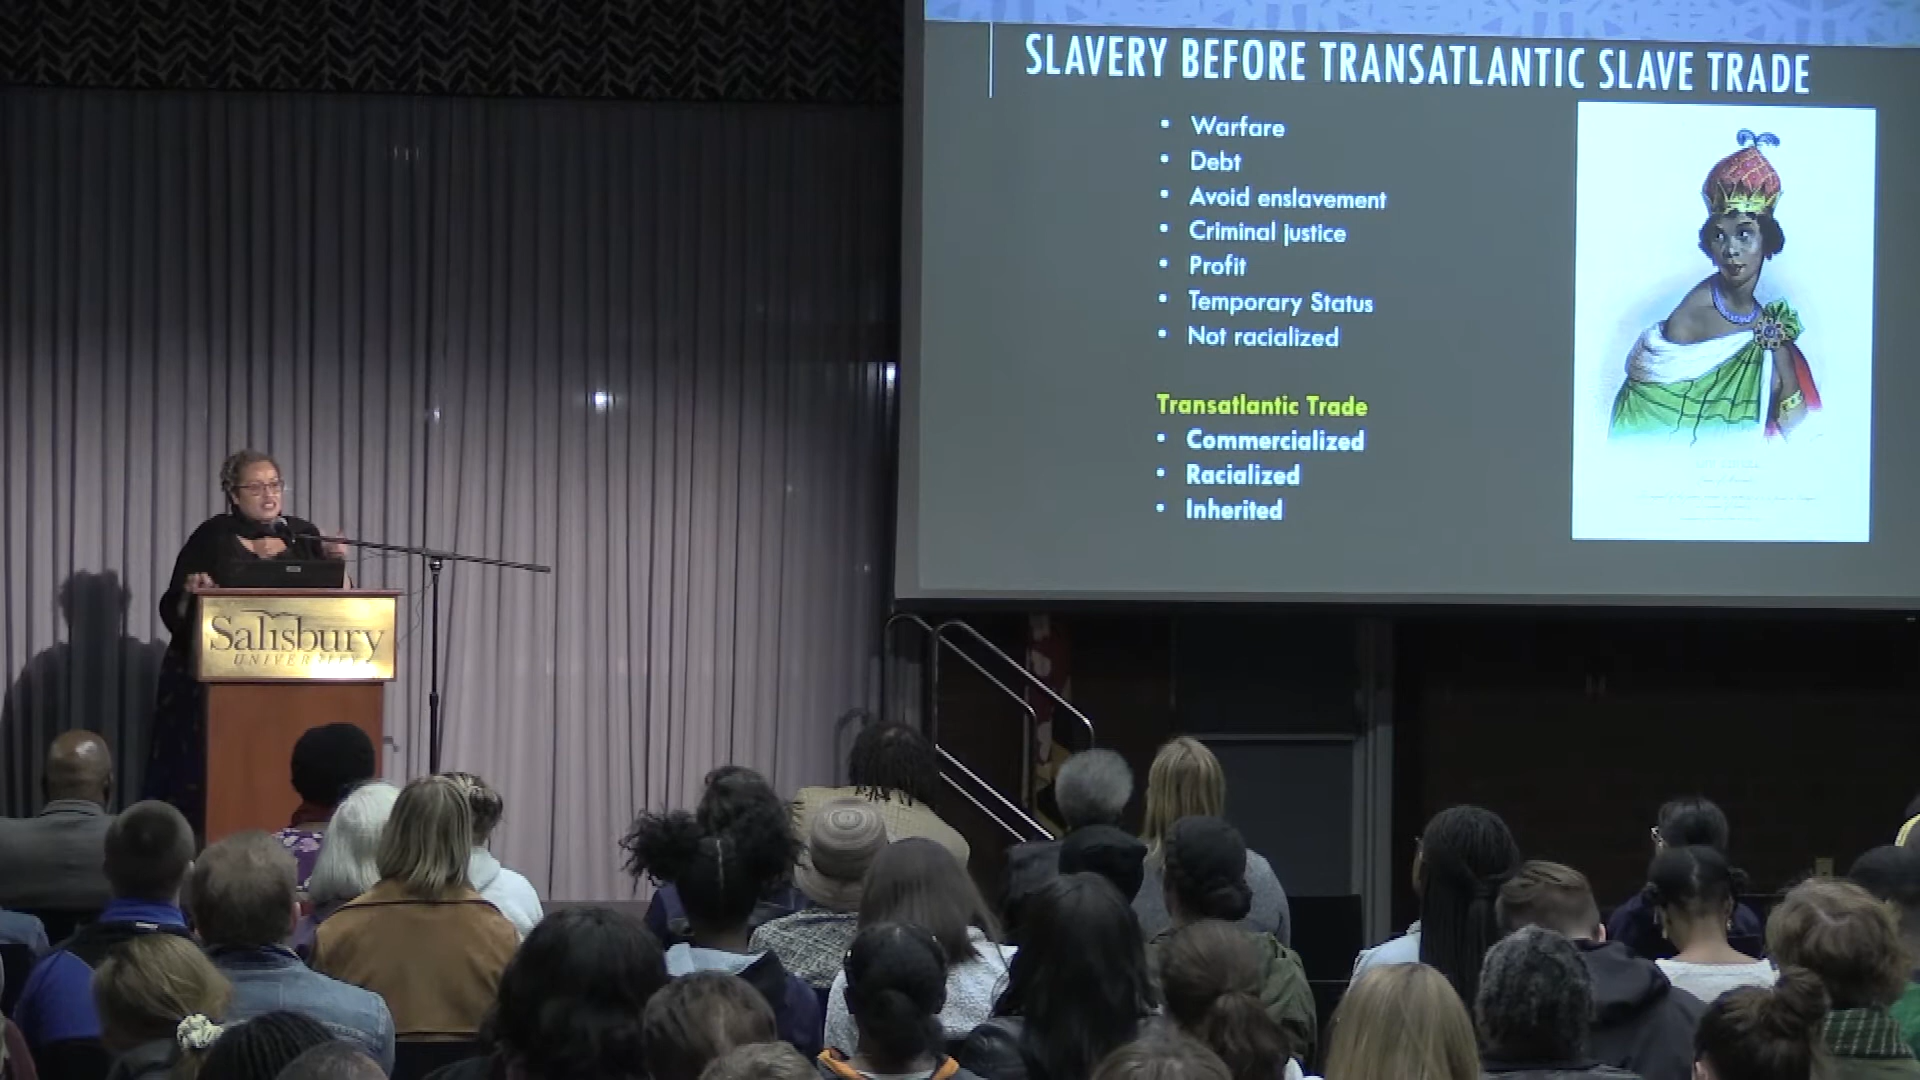 SLAVERY BEFORE TRANSATLANTIC SLAVE TRADE
• Warfare
• Debt
• Avoid enslavement
• Criminal justice
• Profit
• Temporary Status
• Not racialized
Transatlantic Trade
• Commercialized
• Racialized
• Inherited
Salisbury
UNIVERSITY